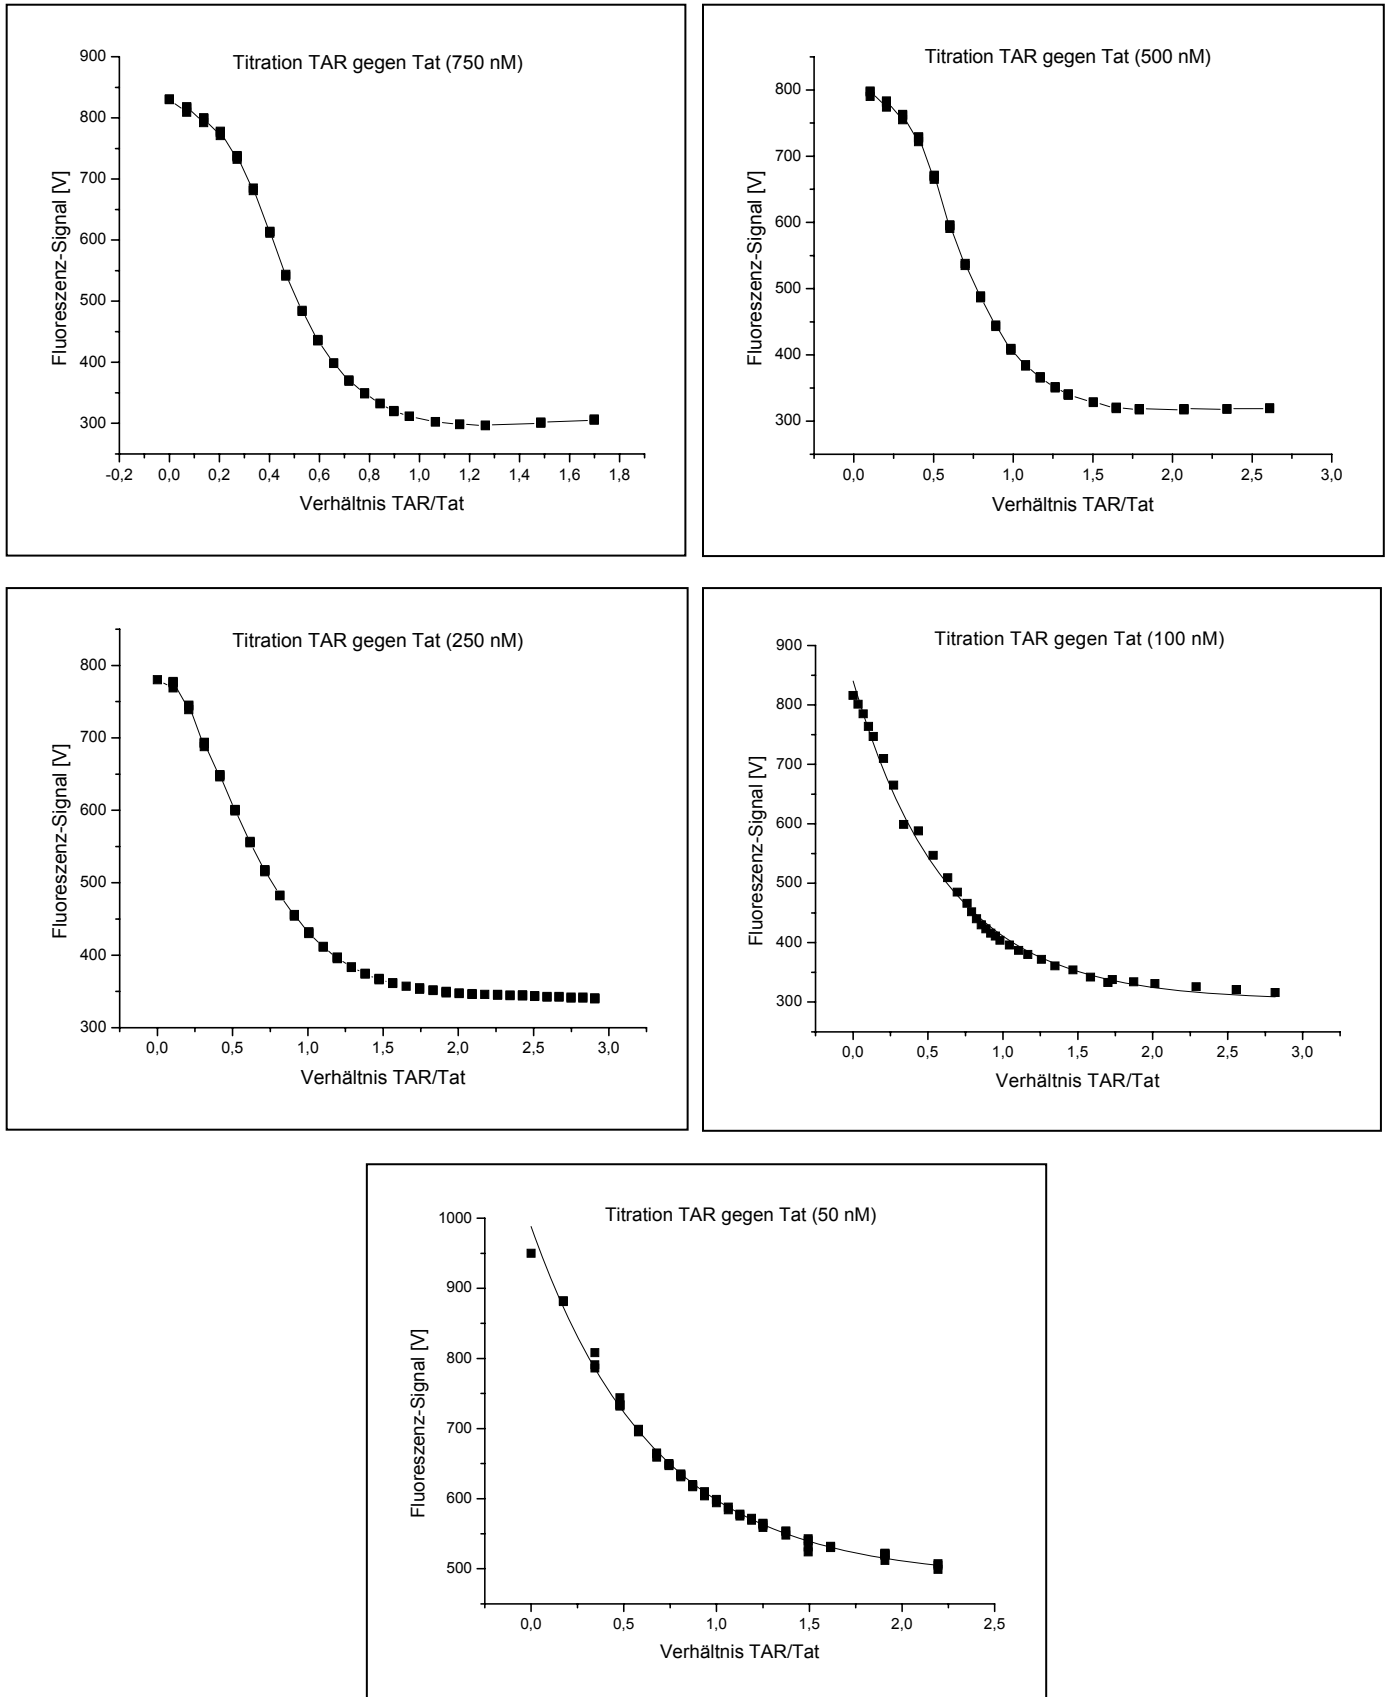 Titration TAR gegen Tat (750 nM)
Fluoreszenz-Signal [V]
900
800
700
600
500
400
300
-0,2 0,0 0,2 0,4 0,6 0,8 1,0 1,2 1,4 1,6 1,8
Verhältnis TAR/Tat
Titration TAR gegen Tat (500 nM)
Fluoreszenz-Signal [V]
800
700
600
500
400
300
0,0 0,5 1,0 1,5 2,0 2,5 3,0
Verhältnis TAR/Tat
Titration TAR gegen Tat (250 nM)
Fluoreszenz-Signal [V]
800
700
600
500
400
300
0,0 0,5 1,0 1,5 2,0 2,5 3,0
Verhältnis TAR/Tat
Titration TAR gegen Tat (100 nM)
Fluoreszenz-Signal [V]
900
800
700
600
500
400
300
0,0 0,5 1,0 1,5 2,0 2,5 3,0
Verhältnis TAR/Tat
Titration TAR gegen Tat (50 nM)
Fluoreszenz-Signal [V]
1000
900
800
700
600
500
0,0 0,5 1,0 1,5 2,0 2,5
Verhältnis TAR/Tat